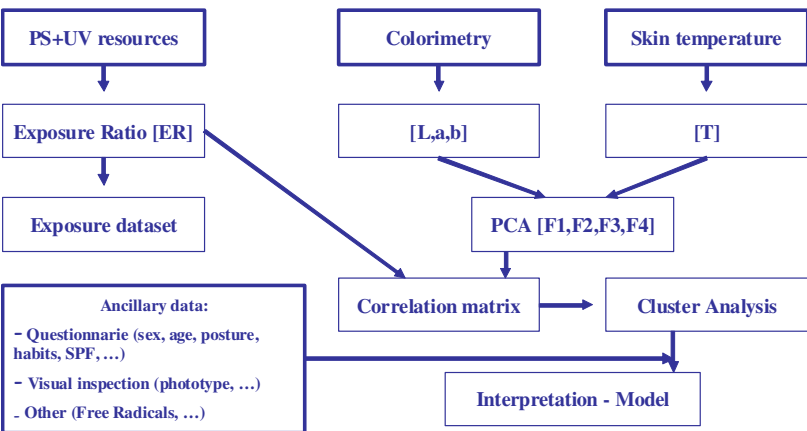 PS+UV resources
Colorimetry
Skin temperature
Exposure Ratio [ER]
[L,a,b]
[T]
Exposure dataset
PCA [F1,F2,F3,F4]
Correlation matrix
Cluster Analysis
Ancillary data:
- Questionnarie (sex, age, posture,
habits, SPF, ...)
- Visual inspection (phototype, ...)
- Other (Free Radicals, ...)
Interpretation - Model